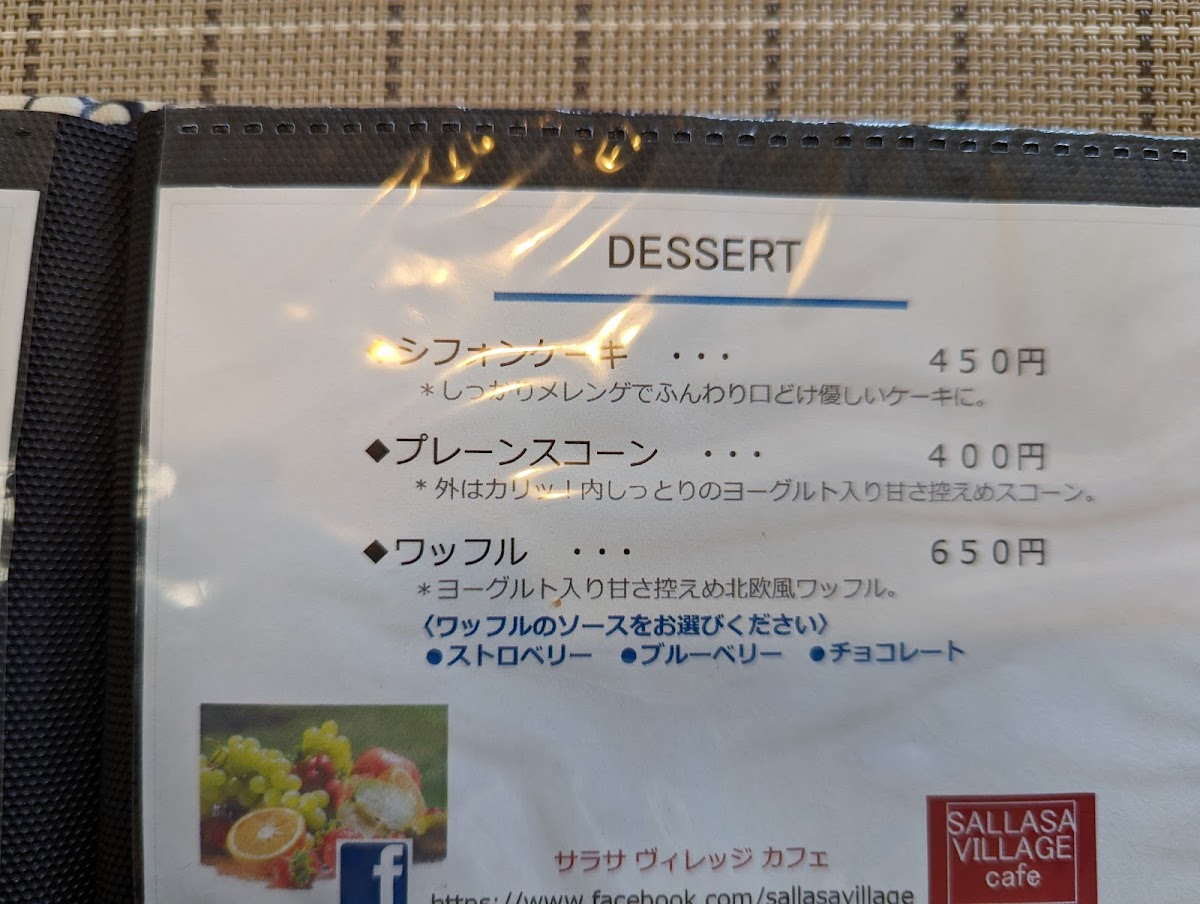 DESSERT
◆シフォンケーキ ・・・ 450円
＊しっかりメレンゲでふんわり口どけ優しいケーキに。
◆プレーンスコーン ・・・ 400円
＊外はカリッ！内しっとりのヨーグルト入り甘さ控えめスコーン。
◆ワッフル ・・・ 650円
＊ヨーグルト入り甘さ控えめ北欧風ワッフル。
〈ワッフルのソースをお選びください〉
●ストロベリー ●ブルーベリー ●チョコレート
サラサ ヴィレッジ カフェ
https://www.facebook.com/sallasavillage
f
SALLASA
VILLAGE
cafe